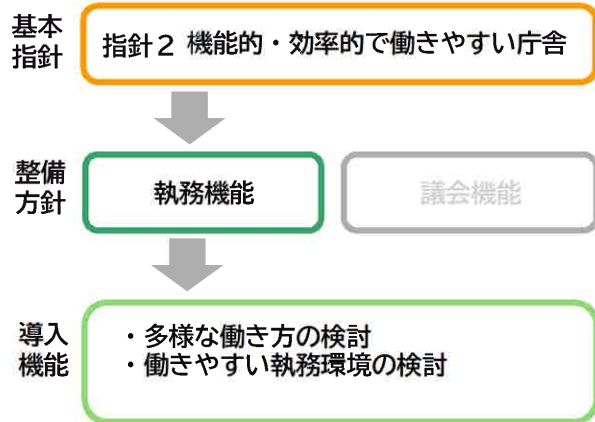 基本
指針
指針2 機能的・効率的で働きやすい庁舎
整備
方針
執務機能
議会機能
導入
機能
・多様な働き方の検討
・働きやすい執務環境の検討